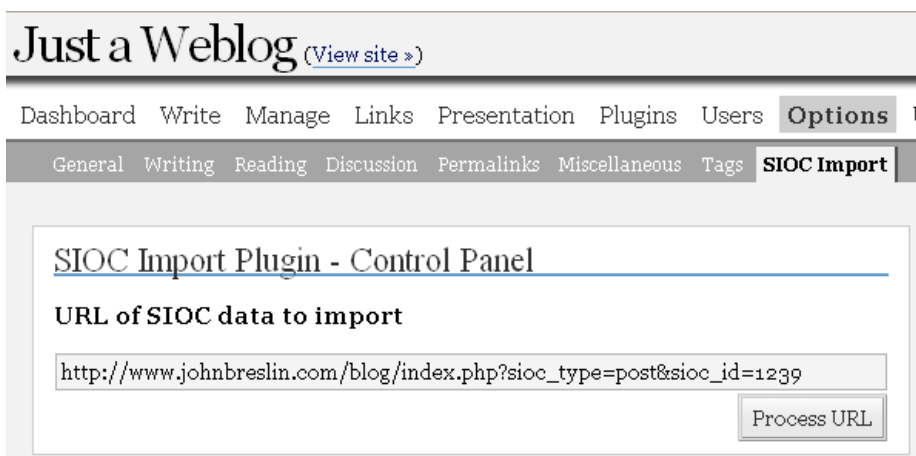 Just a Weblog (View site »)
Dashboard Write Manage Links Presentation Plugins Users Options
General Writing Reading Discussion Permalinks Miscellaneous Tags SIOC Import
SIOC Import Plugin - Control Panel
URL of SIOC data to import
http://www.johnbreslin.com/blog/index.php?sioc_type=post&sioc_id=1239
Process URL